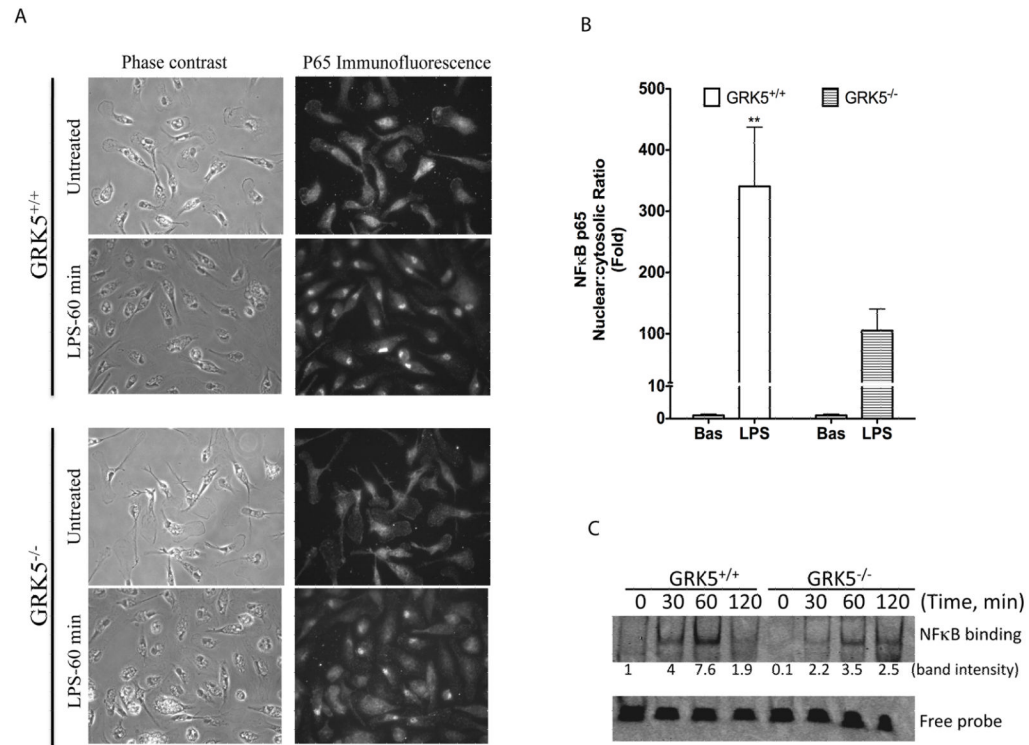 A
Phase contrast
P65 Immunofluorescence
GRK5+/+
Untreated
LPS-60 min
GRK5-/-
Untreated
LPS-60 min
B
GRK5+/+
GRK5-/-
NFκB p65
Nuclear:cytosolic Ratio
(Fold)
500
400
300
200
100
10
0
**
Bas LPS Bas LPS
C
GRK5+/+ GRK5-/-
0 30 60 120 0 30 60 120 (Time, min)
NFκB binding
1 4 7.6 1.9 0.1 2.2 3.5 2.5 (band intensity)
Free probe